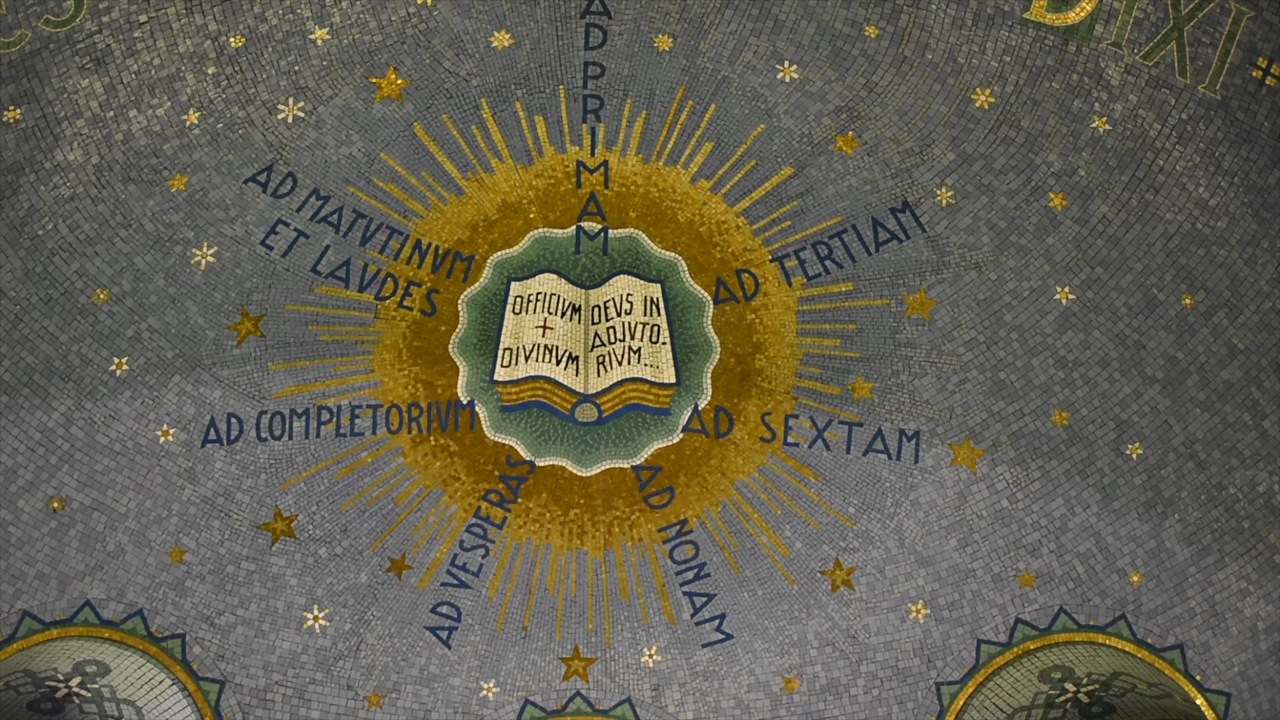 DIXI
AD PRIMAM
AD MATVTINVM
ET LAVDES
AD TERTIAM
OFFICIVM
+
DIVINVM
DEVS IN
ADJVTO-
RIVM...
AD COMPLETORIVM
AD SEXTAM
AD VESPERAS
AD NONAM